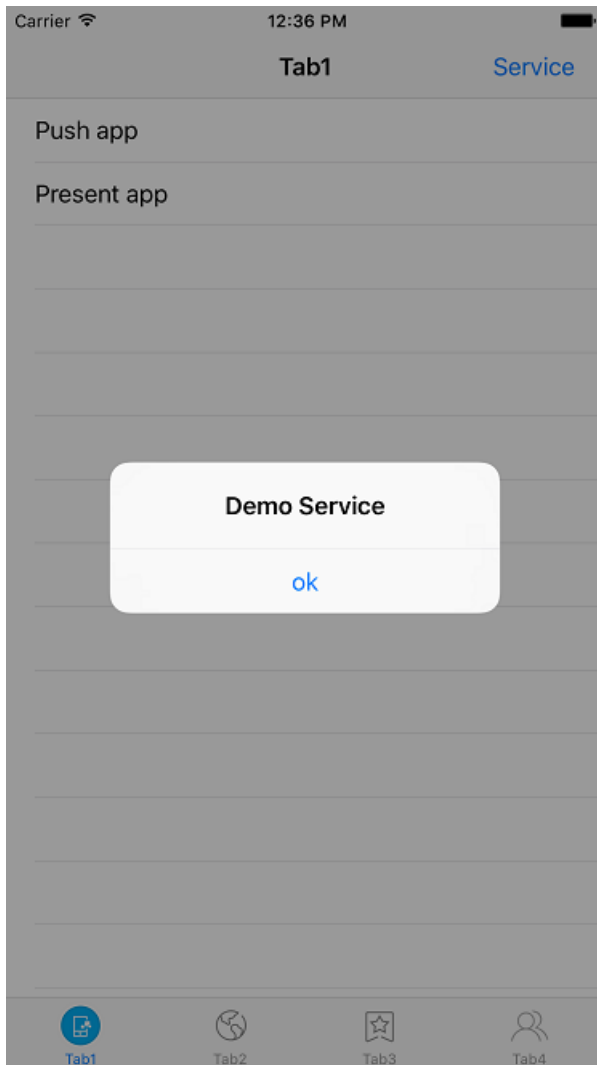 Carrier 12:36 PM
Tab1 Service
Push app
Present app
Demo Service
ok
Tab1 Tab2 Tab3 Tab4